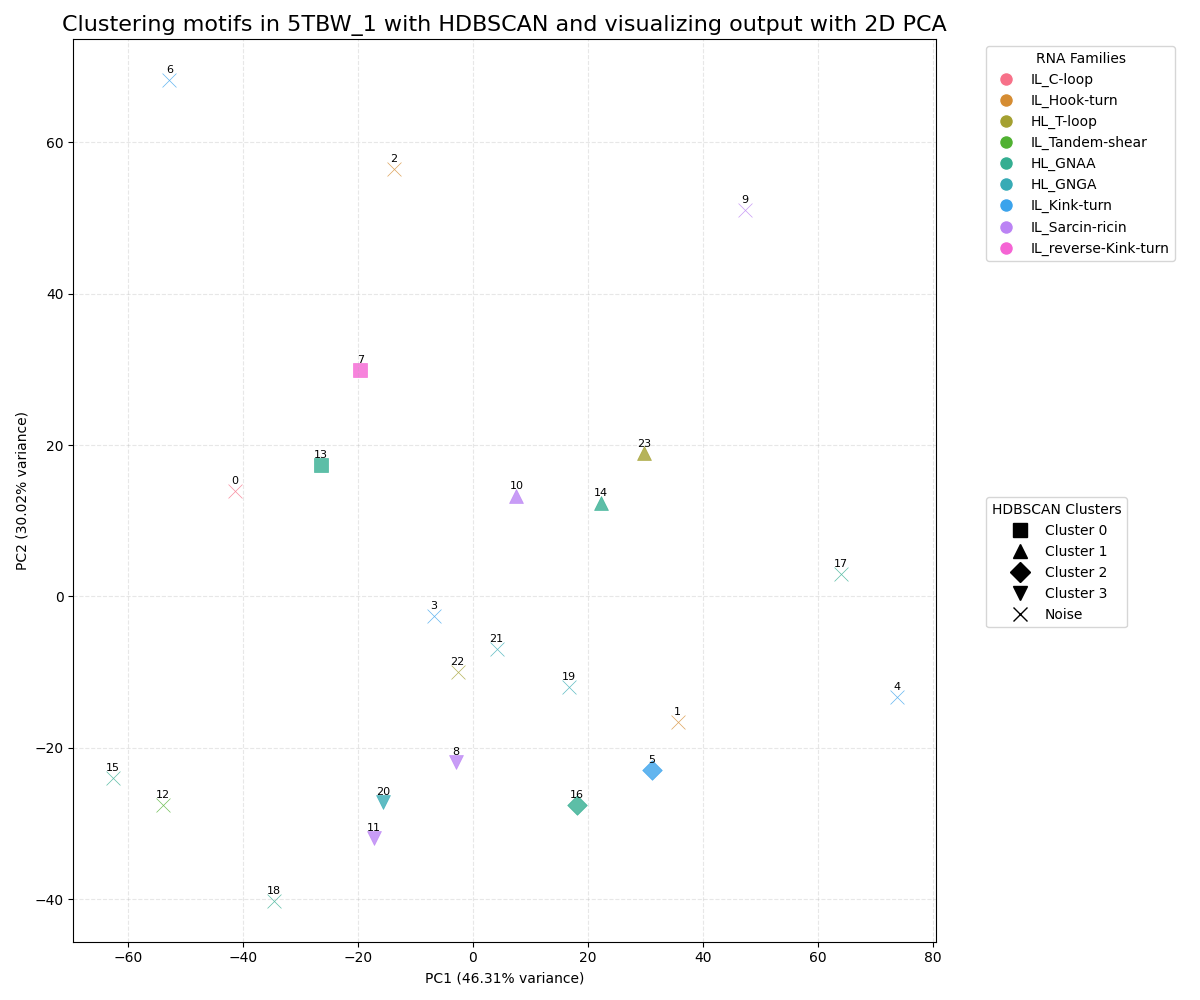 Clustering motifs in 5TBW_1 with HDBSCAN and visualizing output with 2D PCA
RNA Families
IL_C-loop
IL_Hook-turn
HL_T-loop
IL_Tandem-shear
HL_GNAA
HL_GNGA
IL_Kink-turn
IL_Sarcin-ricin
IL_reverse-Kink-turn
HDBSCAN Clusters
Cluster 0
Cluster 1
Cluster 2
Cluster 3
Noise
6
2
9
7
13
23
0
10
14
17
3
21
22
19
4
1
8
5
15
12
20
16
11
18
60
40
20
0
−20
−40
PC2 (30.02% variance)
−60
−40
−20
0
20
40
60
80
PC1 (46.31% variance)